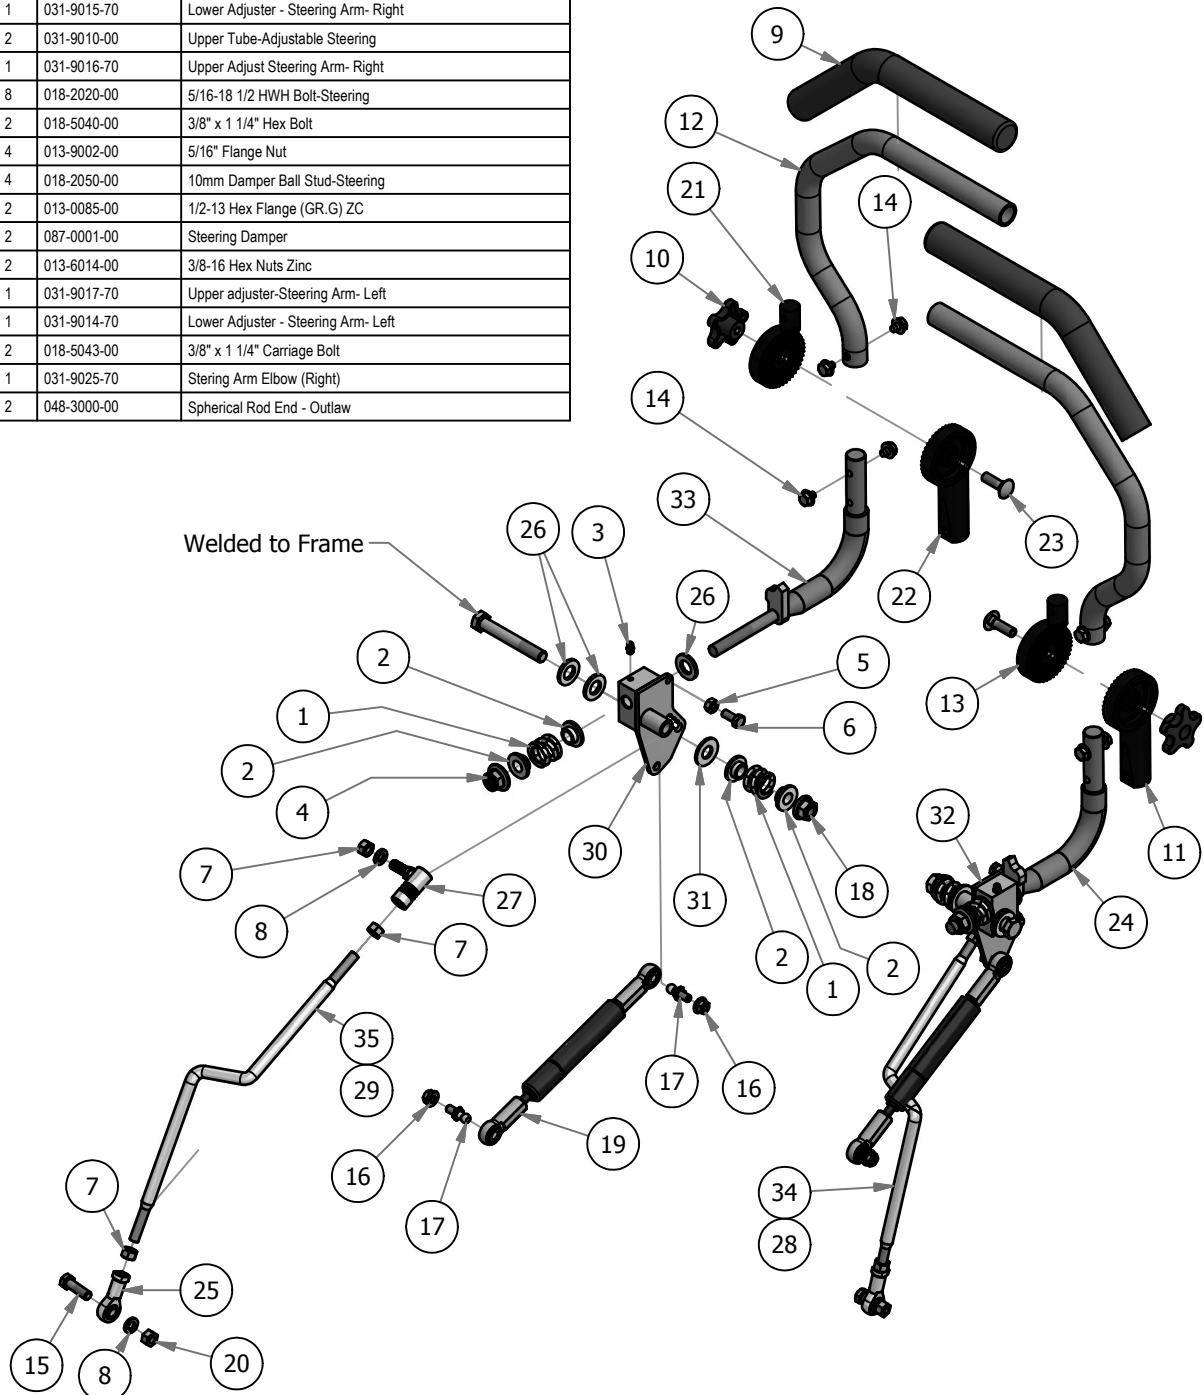 1 031-9015-70 Lower Adjuster - Steering Arm- Right
2 031-9010-00 Upper Tube-Adjustable Steering
1 031-9016-70 Upper Adjust Steering Arm- Right
8 018-2020-00 5/16-18 1/2 HWH Bolt-Steering
2 018-5040-00 3/8" x 1 1/4" Hex Bolt
4 013-9002-00 5/16" Flange Nut
4 018-2050-00 10mm Damper Ball Stud-Steering
2 013-0085-00 1/2-13 Hex Flange (GR.G) ZC
2 087-0001-00 Steering Damper
2 013-6014-00 3/8-16 Hex Nuts Zinc
1 031-9017-70 Upper adjuster-Steering Arm- Left
1 031-9014-70 Lower Adjuster - Steering Arm- Left
2 018-5043-00 3/8" x 1 1/4" Carriage Bolt
1 031-9025-70 Stering Arm Elbow (Right)
2 048-3000-00 Spherical Rod End - Outlaw
9
12
21
14
10
14
33
23
22
Welded to Frame
26
3
26
2
5
13
1
6
2
4
32
30
11
7
31
18
27
8
24
7
2
2
1
35
17
16
29
19
16
7
34
17
28
25
15
20
8